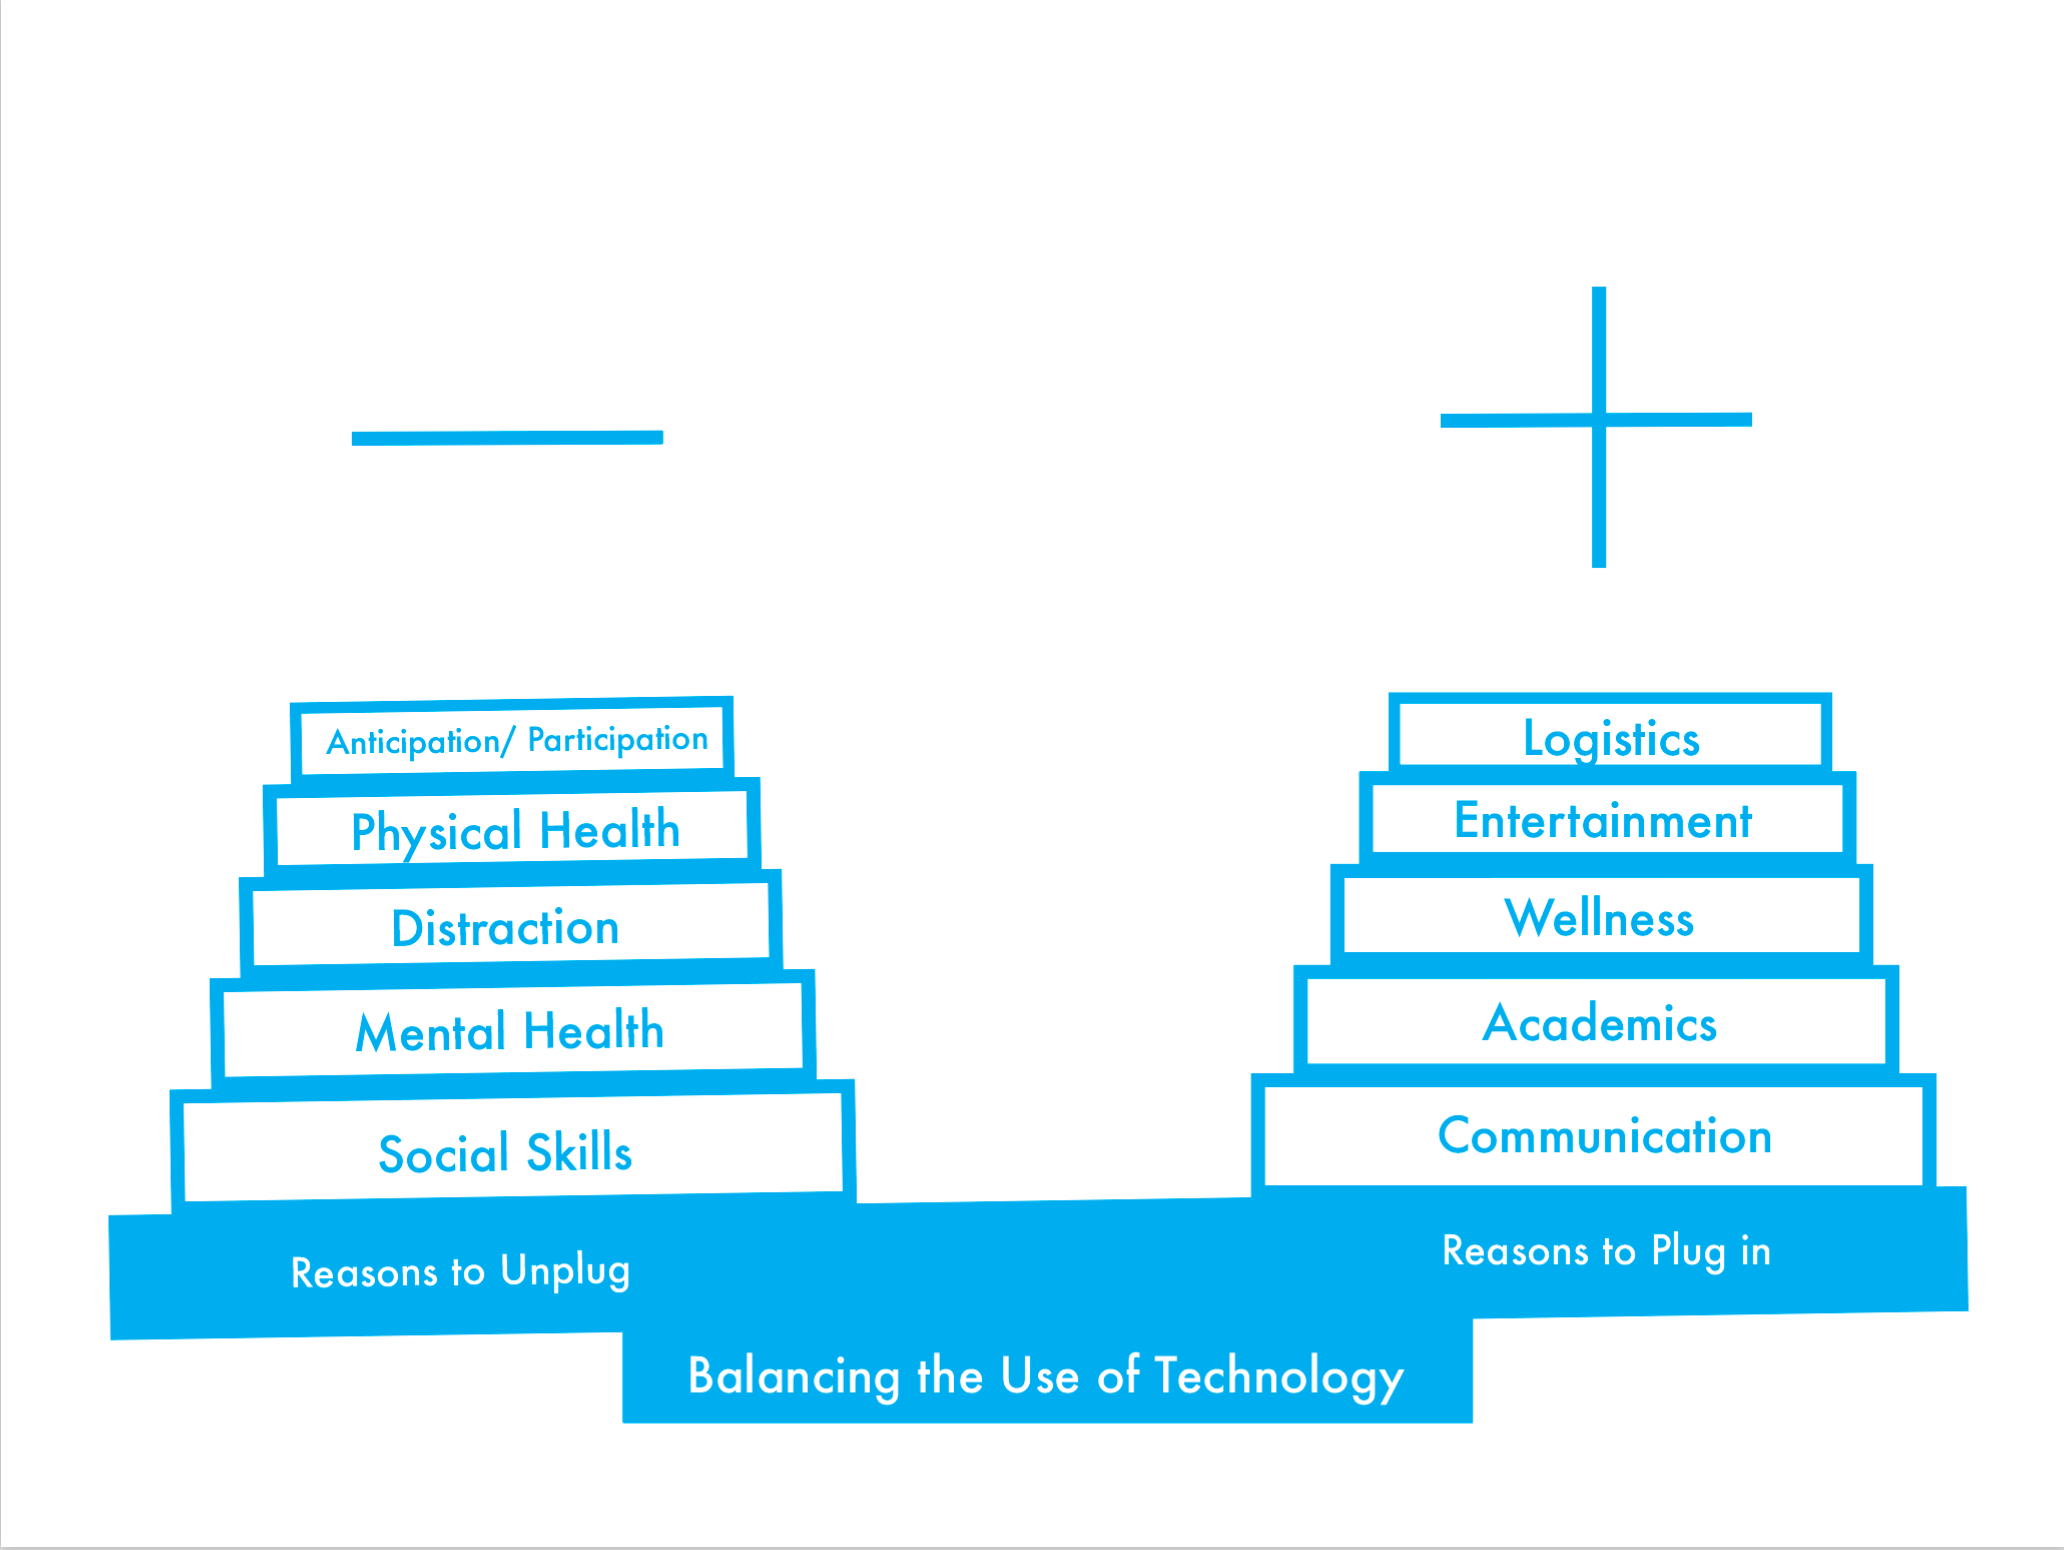 Anticipation/ Participation
Physical Health
Distraction
Mental Health
Social Skills
Reasons to Unplug
Logistics
Entertainment
Wellness
Academics
Communication
Reasons to Plug in
Balancing the Use of Technology